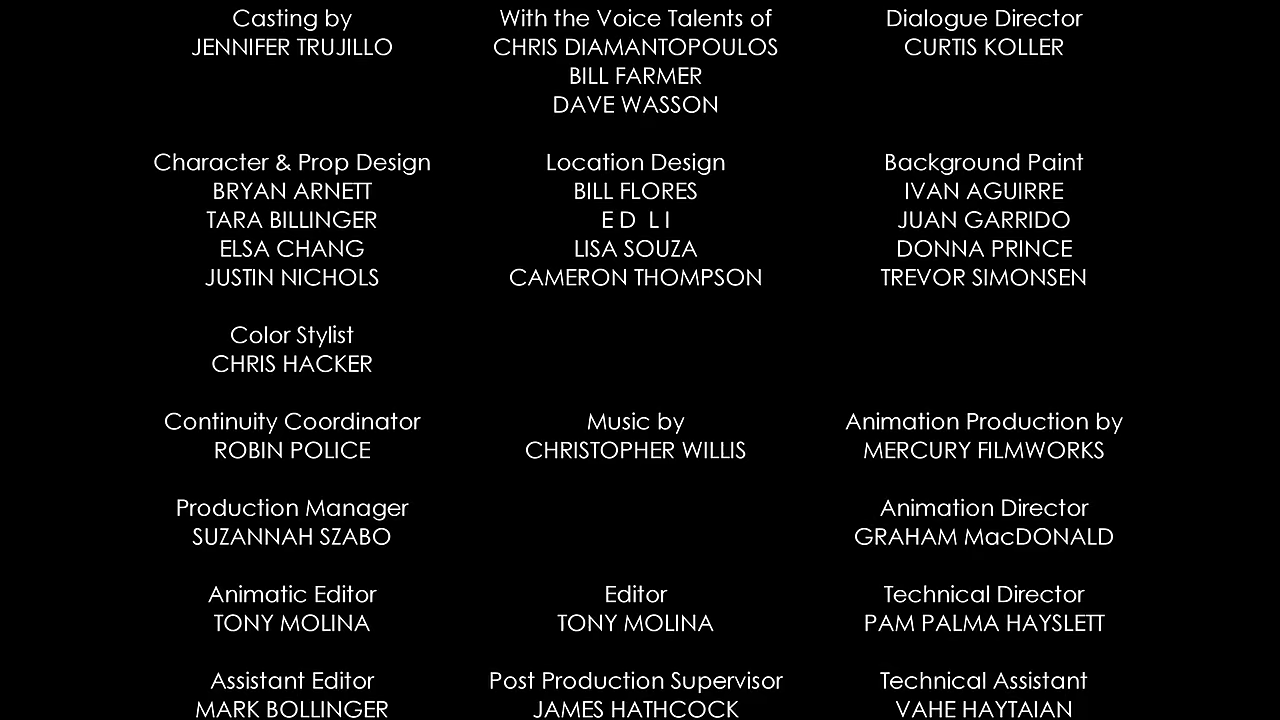 Casting by
JENNIFER TRUJILLO
With the Voice Talents of
CHRIS DIAMANTOPOULOS
BILL FARMER
DAVE WASSON
Dialogue Director
CURTIS KOLLER
Character & Prop Design
BRYAN ARNETT
TARA BILLINGER
ELSA CHANG
JUSTIN NICHOLS
Location Design
BILL FLORES
E D  L I
LISA SOUZA
CAMERON THOMPSON
Background Paint
IVAN AGUIRRE
JUAN GARRIDO
DONNA PRINCE
TREVOR SIMONSEN
Color Stylist
CHRIS HACKER
Continuity Coordinator
ROBIN POLICE
Music by
CHRISTOPHER WILLIS
Animation Production by
MERCURY FILMWORKS
Production Manager
SUZANNAH SZABO
Animation Director
GRAHAM MacDONALD
Animatic Editor
TONY MOLINA
Editor
TONY MOLINA
Technical Director
PAM PALMA HAYSLETT
Assistant Editor
MARK BOLLINGER
Post Production Supervisor
JAMES HATHCOCK
Technical Assistant
VAHE HAYTAIAN